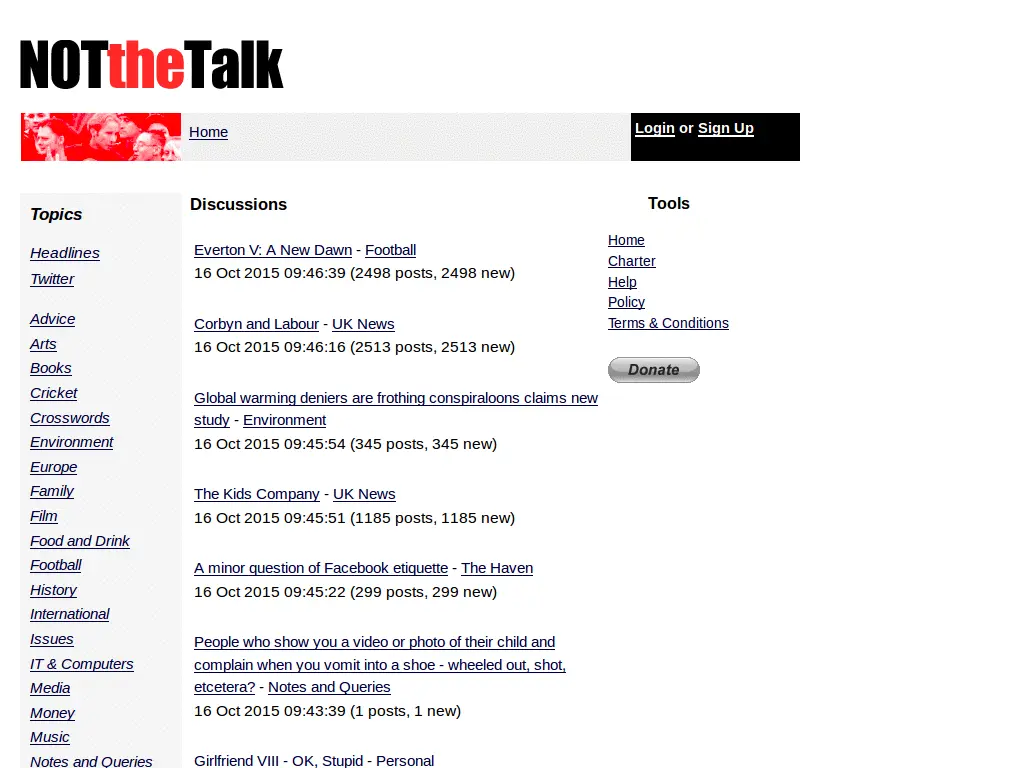 NOTtheTalk
Home
Login or Sign Up
Topics
Headlines
Twitter
Advice
Arts
Books
Cricket
Crosswords
Environment
Europe
Family
Film
Food and Drink
Football
History
International
Issues
IT & Computers
Media
Money
Music
Notes and Queries
Discussions
Everton V: A New Dawn - Football
16 Oct 2015 09:46:39 (2498 posts, 2498 new)
Corbyn and Labour - UK News
16 Oct 2015 09:46:16 (2513 posts, 2513 new)
Global warming deniers are frothing conspiraloons claims new
study - Environment
16 Oct 2015 09:45:54 (345 posts, 345 new)
The Kids Company - UK News
16 Oct 2015 09:45:51 (1185 posts, 1185 new)
A minor question of Facebook etiquette - The Haven
16 Oct 2015 09:45:22 (299 posts, 299 new)
People who show you a video or photo of their child and
complain when you vomit into a shoe - wheeled out, shot,
etcetera? - Notes and Queries
16 Oct 2015 09:43:39 (1 posts, 1 new)
Girlfriend VIII - OK, Stupid - Personal
Tools
Home
Charter
Help
Policy
Terms & Conditions
Donate